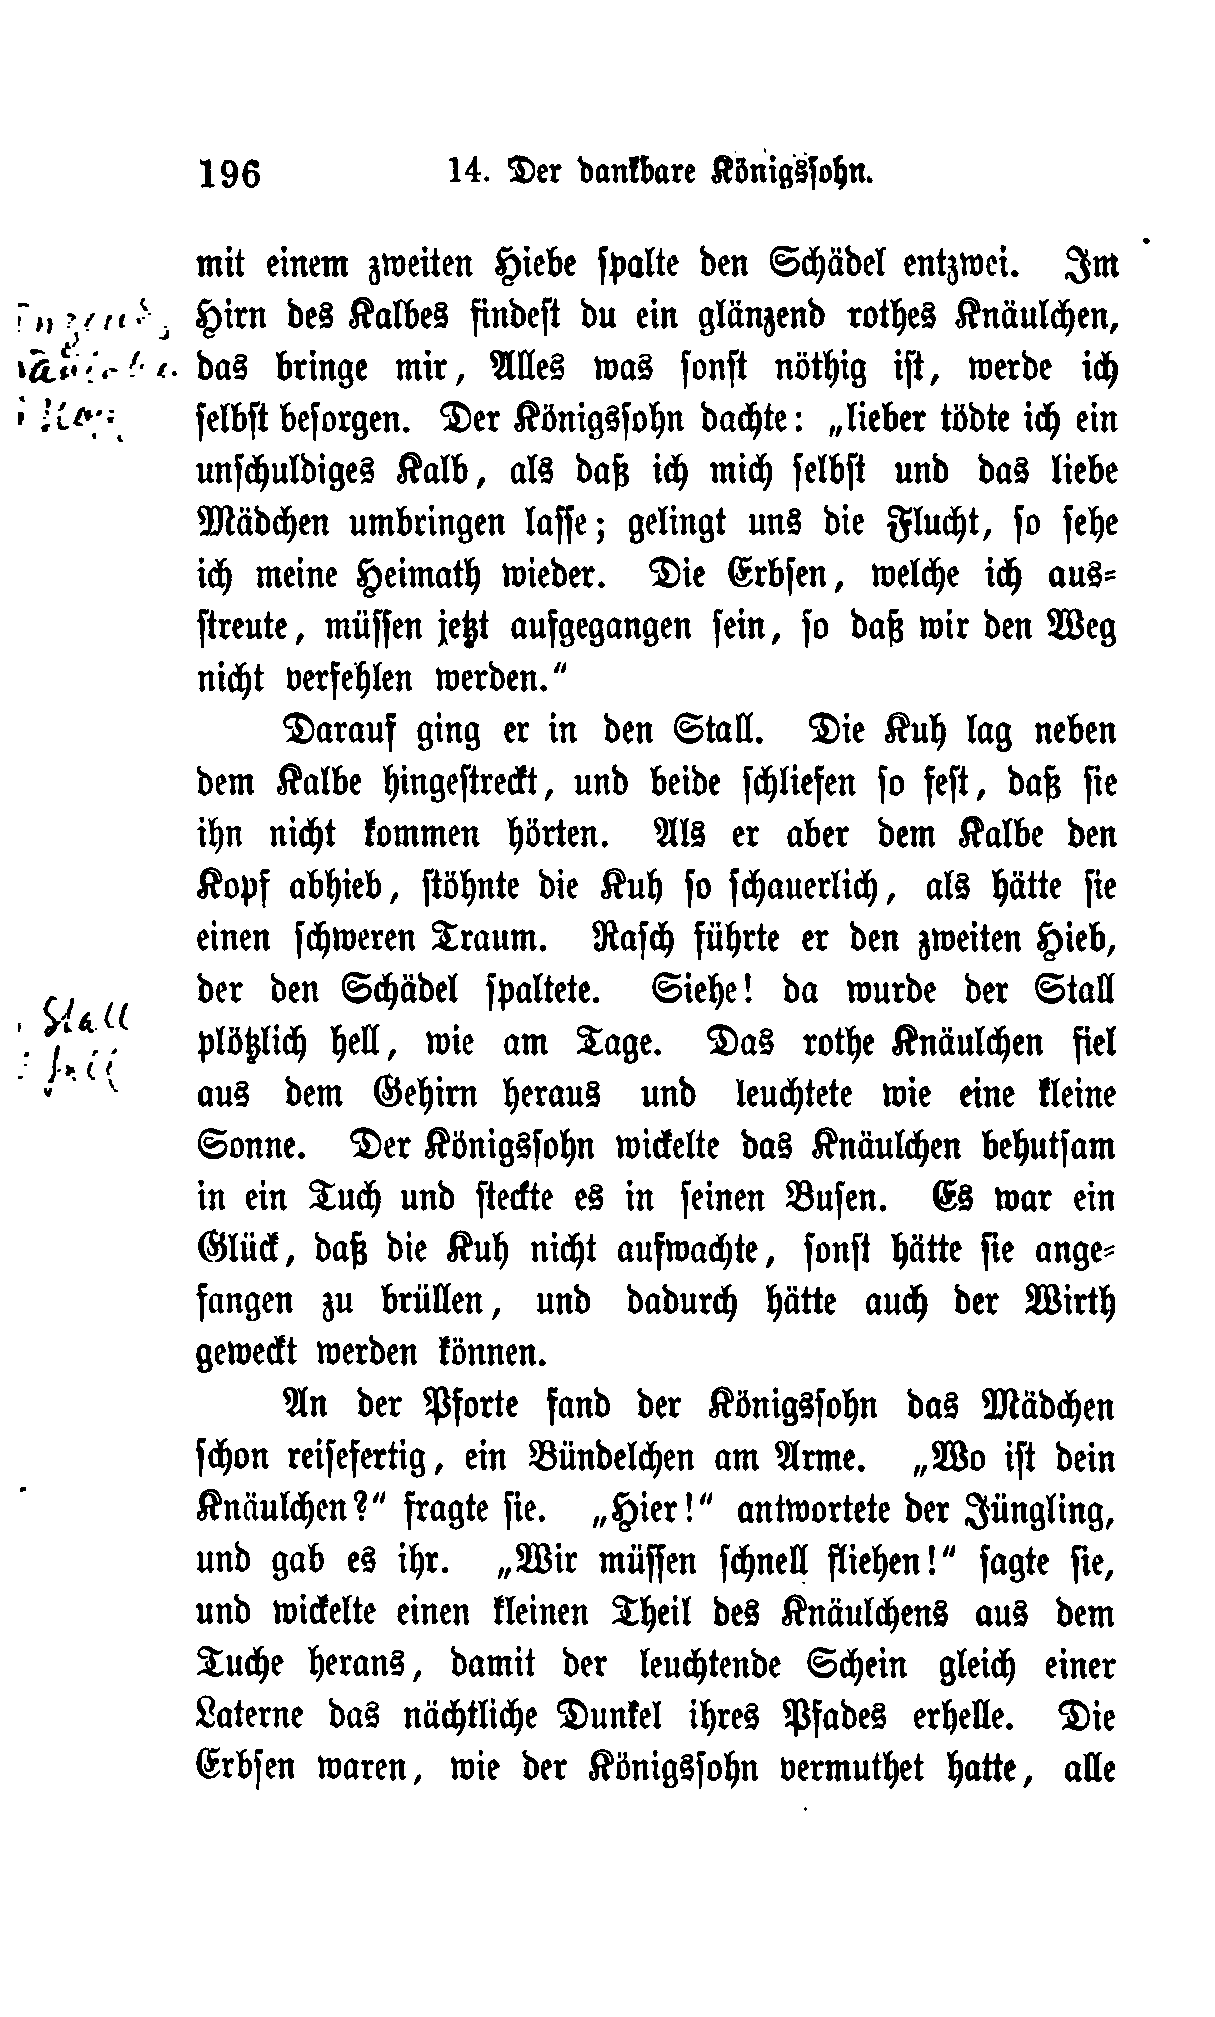 196 14. Der dankbare Königssohn.
mit einem zweiten Hiebe spalte den Schädel entzwei. Im
Hirn des Kalbes findest du ein glänzend rothes Knäulchen,
das bringe mir, Alles was sonst nöthig ist, werde ich
selbst besorgen. Der Königssohn dachte: „lieber tödte ich ein
unschuldiges Kalb, als daß ich mich selbst und das liebe
Mädchen umbringen lasse; gelingt uns die Flucht, so sehe
ich meine Heimath wieder. Die Erbsen, welche ich aus-
streute, müssen jetzt aufgegangen sein, so daß wir den Weg
nicht verfehlen werden.“
Darauf ging er in den Stall. Die Kuh lag neben
dem Kalbe hingestreckt, und beide schliefen so fest, daß sie
ihn nicht kommen hörten. Als er aber dem Kalbe den
Kopf abhieb, stöhnte die Kuh so schauerlich, als hätte sie
einen schweren Traum. Rasch führte er den zweiten Hieb,
der den Schädel spaltete. Siehe! da wurde der Stall
Stall
plötzlich hell, wie am Tage. Das rothe Knäulchen fiel
aus dem Gehirn heraus und leuchtete wie eine kleine
Sonne. Der Königssohn wickelte das Knäulchen behutsam
in ein Tuch und steckte es in seinen Busen. Es war ein
Glück, daß die Kuh nicht aufwachte, sonst hätte sie ange-
fangen zu brüllen, und dadurch hätte auch der Wirth
geweckt werden können.
An der Pforte fand der Königssohn das Mädchen
schon reisefertig, ein Bündelchen am Arme. „Wo ist dein
Knäulchen?“ fragte sie. „Hier!“ antwortete der Jüngling,
und gab es ihr. „Wir müssen schnell fliehen!“ sagte sie,
und wickelte einen kleinen Theil des Knäulchens aus dem
Tuche herans, damit der leuchtende Schein gleich einer
Laterne das nächtliche Dunkel ihres Pfades erhelle. Die
Erbsen waren, wie der Königssohn vermuthet hatte, alle